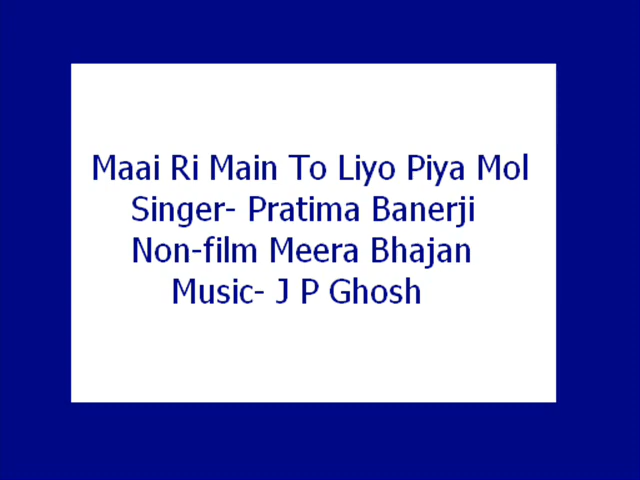 Maai Ri Main To Liyo Piya Mol
Singer- Pratima Banerji
Non-film Meera Bhajan
Music- J P Ghosh